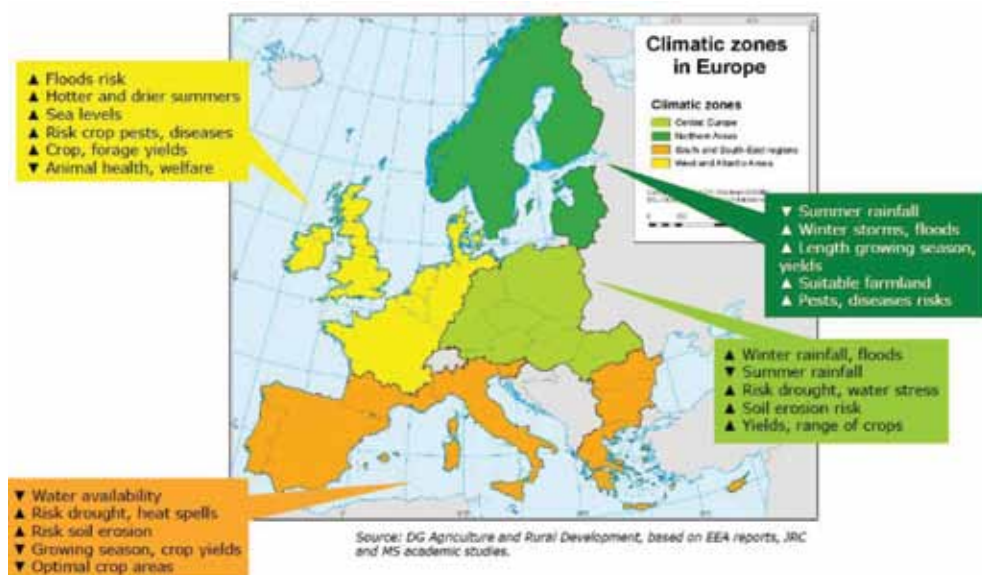 ▲ Floods risk
▲ Hotter and drier summers
▲ Sea levels
▲ Risk crop pests, diseases
▲ Crop, forage yields
▼ Animal health, welfare
Climatic zones
in Europe
Climatic zones
Central Europe
Northern Areas
South and South-East regions
West and Atlantic Areas
▼ Summer rainfall
▲ Winter storms, floods
▲ Length growing season,
yields
▲ Suitable farmland
▲ Pests, diseases risks
▲ Winter rainfall, floods
▼ Summer rainfall
▲ Risk drought, water stress
▲ Soil erosion risk
▲ Yields, range of crops
▼ Water availability
▲ Risk drought, heat spells
▲ Risk soil erosion
▼ Growing season, crop yields
▼ Optimal crop areas
Source: DG Agriculture and Rural Development, based on EEA reports, JRC
and MS academic studies.